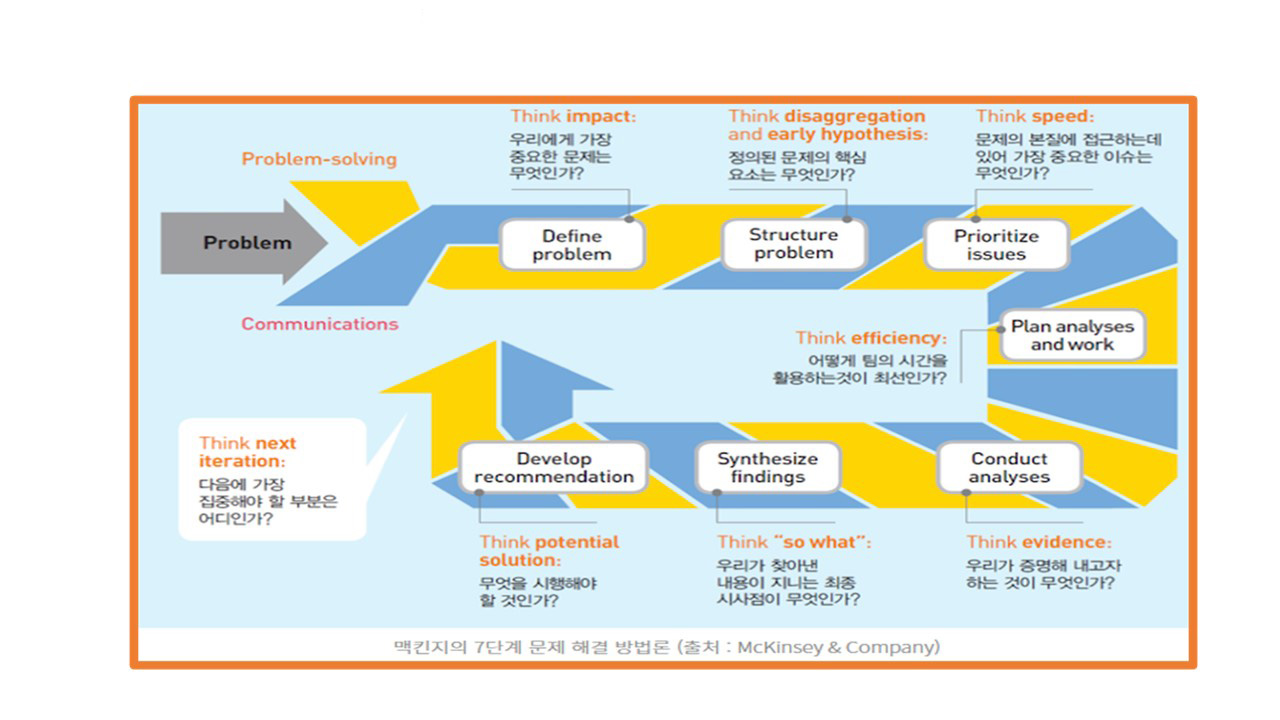 Think impact:
우리에게 가장
중요한 문제는
무엇인가?
Think disaggregation
and early hypothesis:
정의된 문제의 핵심
요소는 무엇인가?
Think speed:
문제의 본질에 접근하는데
있어 가장 중요한 이슈는
무엇인가?
Problem-solving
Problem
Communications
Define
problem
Structure
problem
Prioritize
issues
Plan analyses
and work
Think efficiency:
어떻게 팀의 시간을
활용하는것이 최선인가?
Conduct
analyses
Think evidence:
우리가 증명해 내고자
하는 것이 무엇인가?
Synthesize
findings
Think “so what”:
우리가 찾아낸
내용이 지니는 최종
시사점이 무엇인가?
Develop
recommendation
Think potential
solution:
무엇을 시행해야
할 것인가?
Think next
iteration:
다음에 가장
집중해야 할 부분은
어디인가?
맥킨지의 7단계 문제 해결 방법론 (출처 : McKinsey & Company)